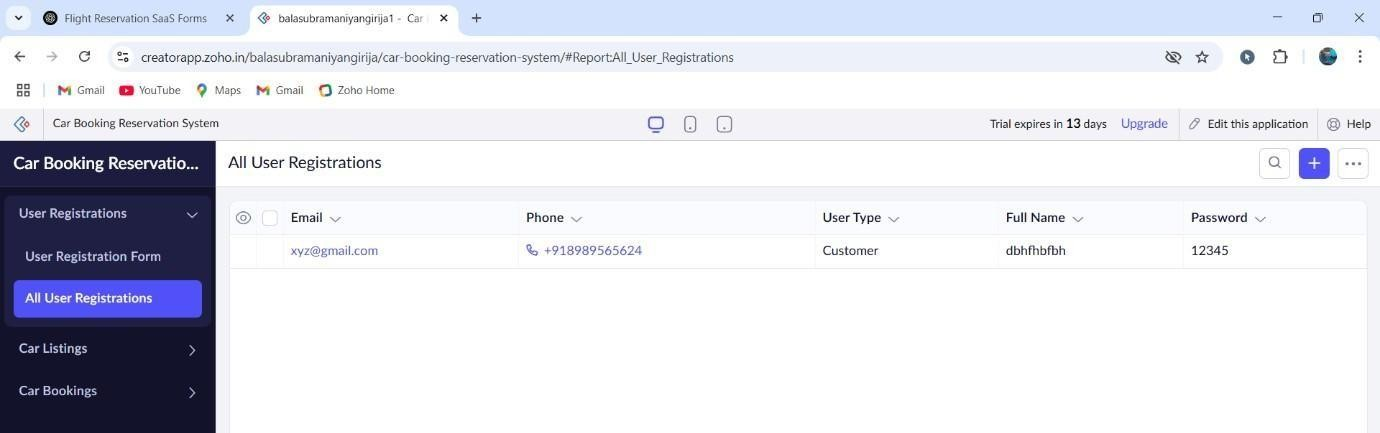 Flight Reservation SaaS Forms
balasubramaniyangirija1 - Car
creatorapp.zoho.in/balasubramaniyangirija/car-booking-reservation-system/#Report:All_User_Registrations
Gmail YouTube Maps Gmail Zoho Home
Car Booking Reservation System
Trial expires in 13 days Upgrade Edit this application Help
Car Booking Reservatio...
All User Registrations
User Registrations
User Registration Form
All User Registrations
Car Listings
Car Bookings
Email Phone User Type Full Name Password
xyz@gmail.com +918989565624 Customer dbhfhbfbh 12345